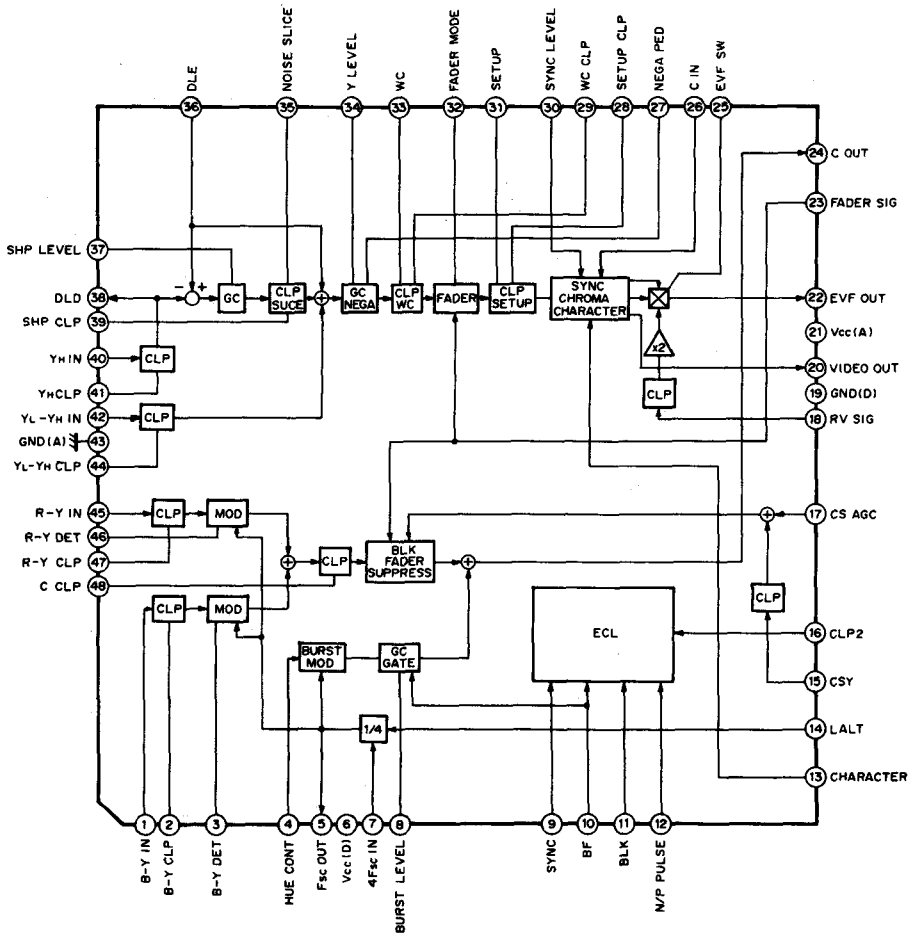 DLE
NOISE SLICE
Y LEVEL
WC
FADER MODE
SETUP
SYNC LEVEL
WC CLP
SETUP CLP
NEGA PED
C IN
EVF SW
36
35
34
33
32
31
30
29
28
27
26
25
24 C OUT
23 FADER SIG
SHP LEVEL
37
- +
DLD 38
GC
CLP
SLICE
+
GC
NEGA
CLP
WC
FADER
CLP
SETUP
SYNC
CHROMA
CHARACTER
22 EVF OUT
SHP CLP 39
21 Vcc(A)
YH IN 40
CLP
x2
20 VIDEO OUT
YH CLP 41
CLP
19 GND(D)
YL-YH IN 42
CLP
18 RV SIG
GND(A) 43
YL-YH CLP 44
R-Y IN 45
CLP
MOD
+
17 CS AGC
R-Y DET 46
R-Y CLP 47
+
CLP
BLK
FADER
SUPPRESS
+
C CLP 48
CLP
CLP
MOD
ECL
16 CLP2
BURST
MOD
GC
GATE
15 CSY
1/4
14 LALT
13 CHARACTER
1
2
3
4
5
6
7
8
9
10
11
12
B-Y IN
B-Y CLP
B-Y DET
HUE CONT
Fsc OUT
Vcc(D)
4Fsc IN
BURST LEVEL
SYNC
BF
BLK
N/P PULSE